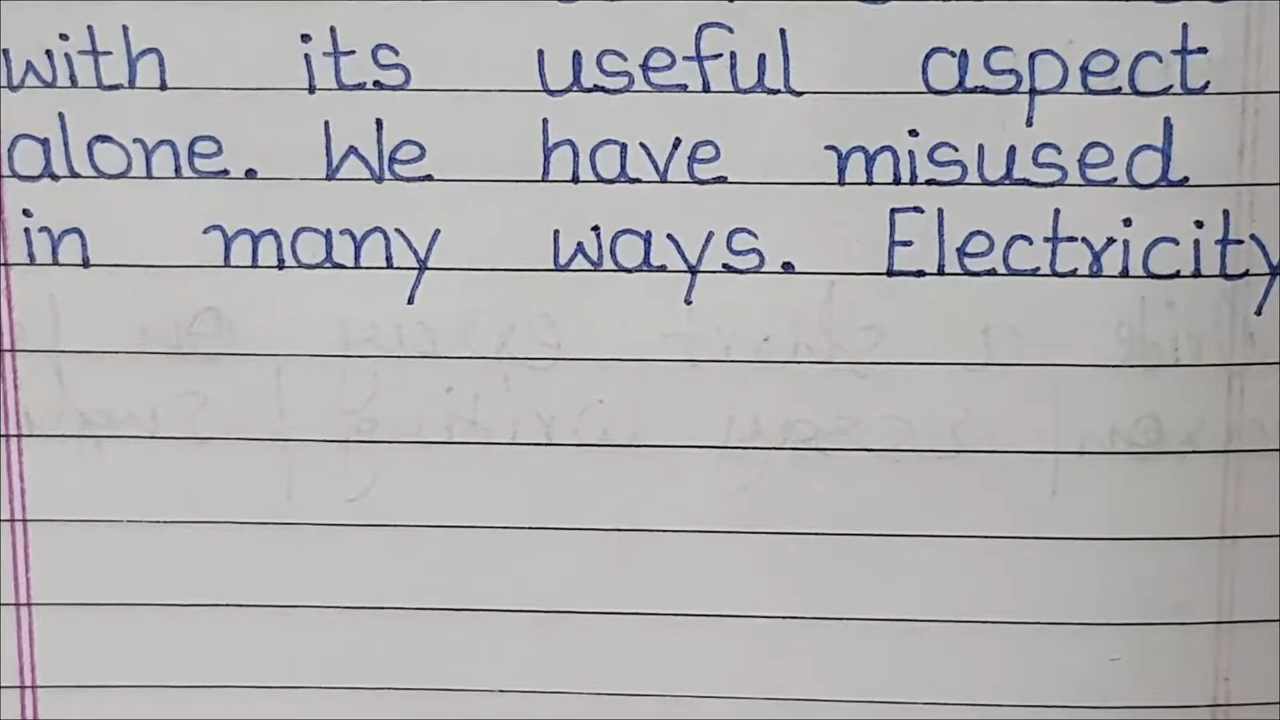 with its useful aspect
alone. We have misused
in many ways. Electricity